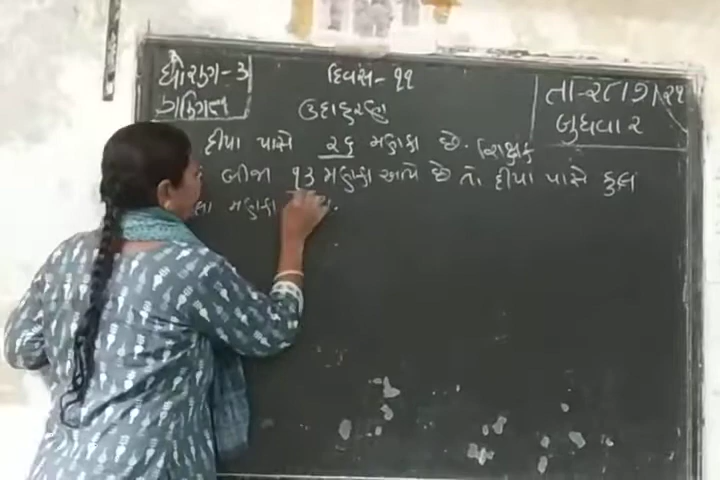 ધોરણ-3
ગણિત
દિવસ-૧૧
ઉદાહરણ
બુધવાર
દીપા પાસે ૨૬ મણકા છે. શિક્ષક
બીજા ૧૩ મણકા આપે છે તો દીપા પાસે કુલ
મણકા